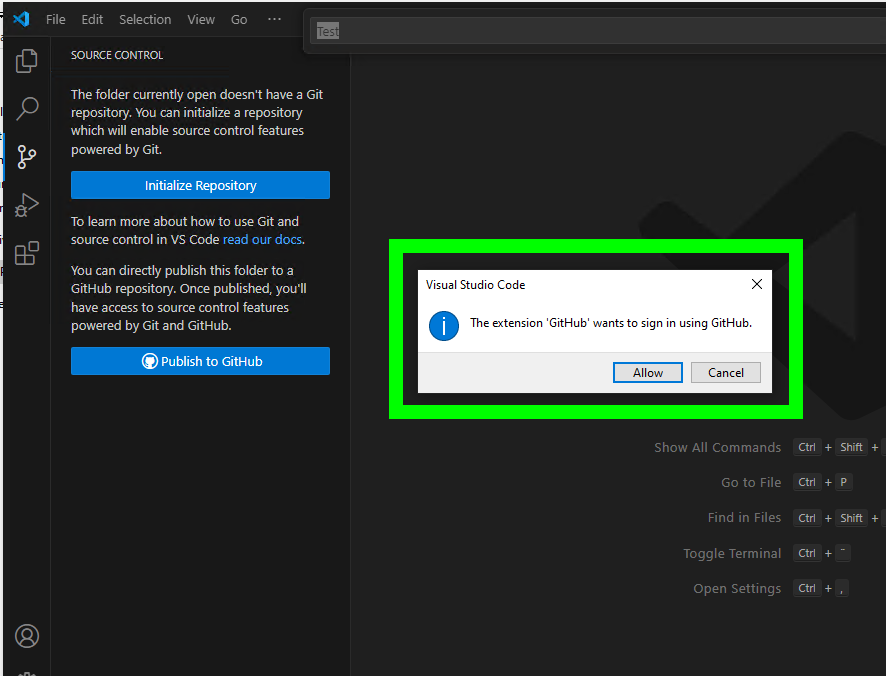 File Edit Selection View Go ···
Test
SOURCE CONTROL
The folder currently open doesn't have a Git
repository. You can initialize a repository
which will enable source control features
powered by Git.
Initialize Repository
To learn more about how to use Git and
source control in VS Code read our docs.
You can directly publish this folder to a
GitHub repository. Once published, you'll
have access to source control features
powered by Git and GitHub.
Publish to GitHub
Visual Studio Code
The extension 'GitHub' wants to sign in using GitHub.
Allow Cancel
Show All Commands Ctrl + Shift +
Go to File Ctrl + P
Find in Files Ctrl + Shift +
Toggle Terminal Ctrl + ¨
Open Settings Ctrl + ,